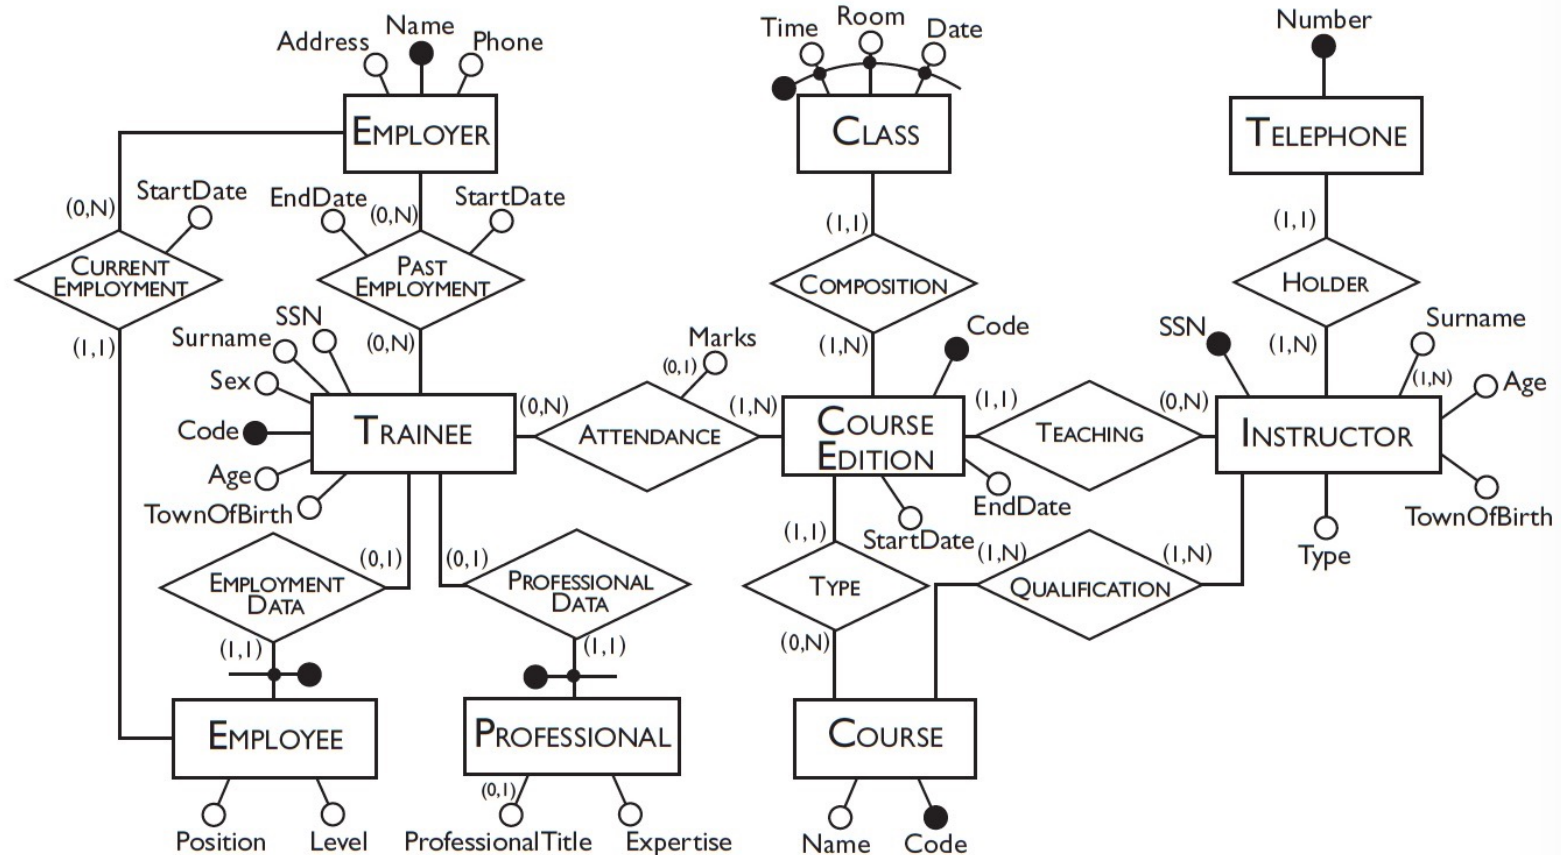 Name
Address
Phone
EMPLOYER
Time
Room
Date
CLASS
Number
TELEPHONE
(0,N)
StartDate
EndDate
(0,N)
StartDate
(1,1)
(1,1)
CURRENT
EMPLOYMENT
PAST
EMPLOYMENT
COMPOSITION
HOLDER
(1,1)
SSN
Surname
(0,N)
Marks
(0,1)
(1,N)
Code
SSN
(1,N)
Surname
(1,N)
Age
Sex
Code
TRAINEE
(0,N)
ATTENDANCE
(1,N)
COURSE
EDITION
(1,1)
TEACHING
(0,N)
INSTRUCTOR
Age
TownOfBirth
EndDate
StartDate
TownOfBirth
Type
(0,1)
(0,1)
(1,1)
(1,N)
(1,N)
EMPLOYMENT
DATA
PROFESSIONAL
DATA
TYPE
QUALIFICATION
(1,1)
(1,1)
(0,N)
EMPLOYEE
PROFESSIONAL
COURSE
(0,1)
Position
Level
ProfessionalTitle
Expertise
Name
Code